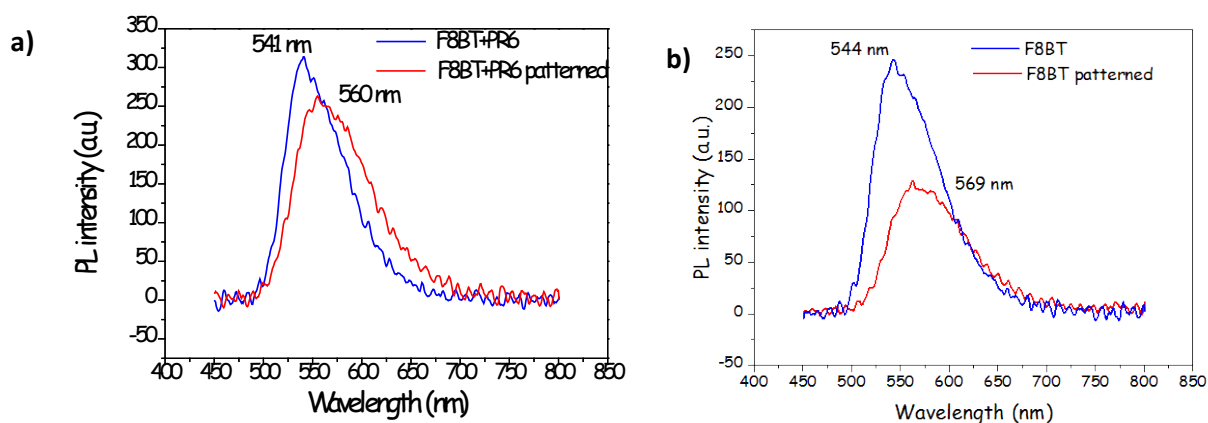 a)
PL intensity (a.u.)
350
300
250
200
150
100
50
0
-50
541 nm
560 nm
F8BT+PR6
F8BT+PR6 patterned
400 450 500 550 600 650 700 750 800 850
Wavelength (nm)
b)
PL intensity (a.u.)
250
200
150
100
50
0
-50
544 nm
569 nm
F8BT
F8BT patterned
400 450 500 550 600 650 700 750 800 850
Wavelength (nm)